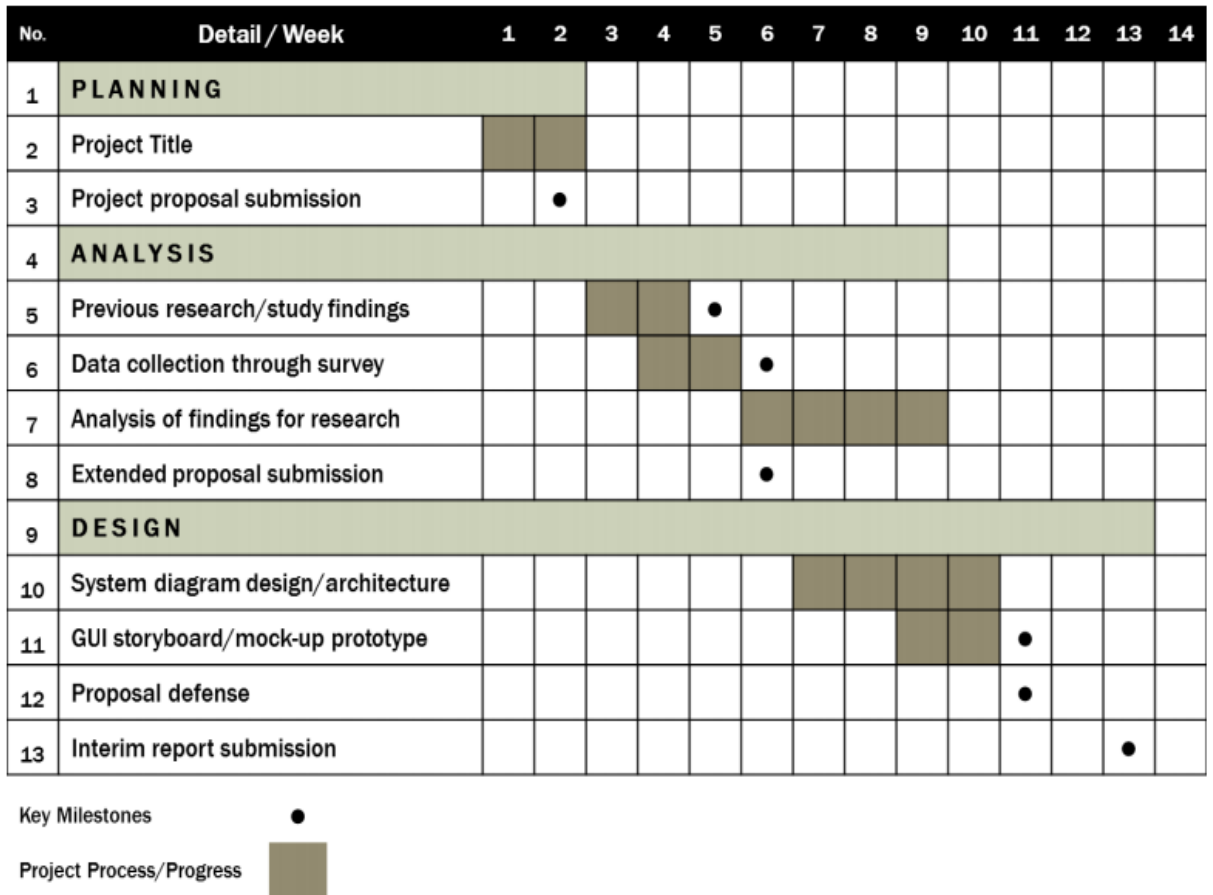 No. Detail / Week 1 2 3 4 5 6 7 8 9 10 11 12 13 14
1 PLANNING
2 Project Title
3 Project proposal submission
4 ANALYSIS
5 Previous research/study findings
6 Data collection through survey
7 Analysis of findings for research
8 Extended proposal submission
9 DESIGN
10 System diagram design/architecture
11 GUI storyboard/mock-up prototype
12 Proposal defense
13 Interim report submission
Key Milestones
Project Process/Progress